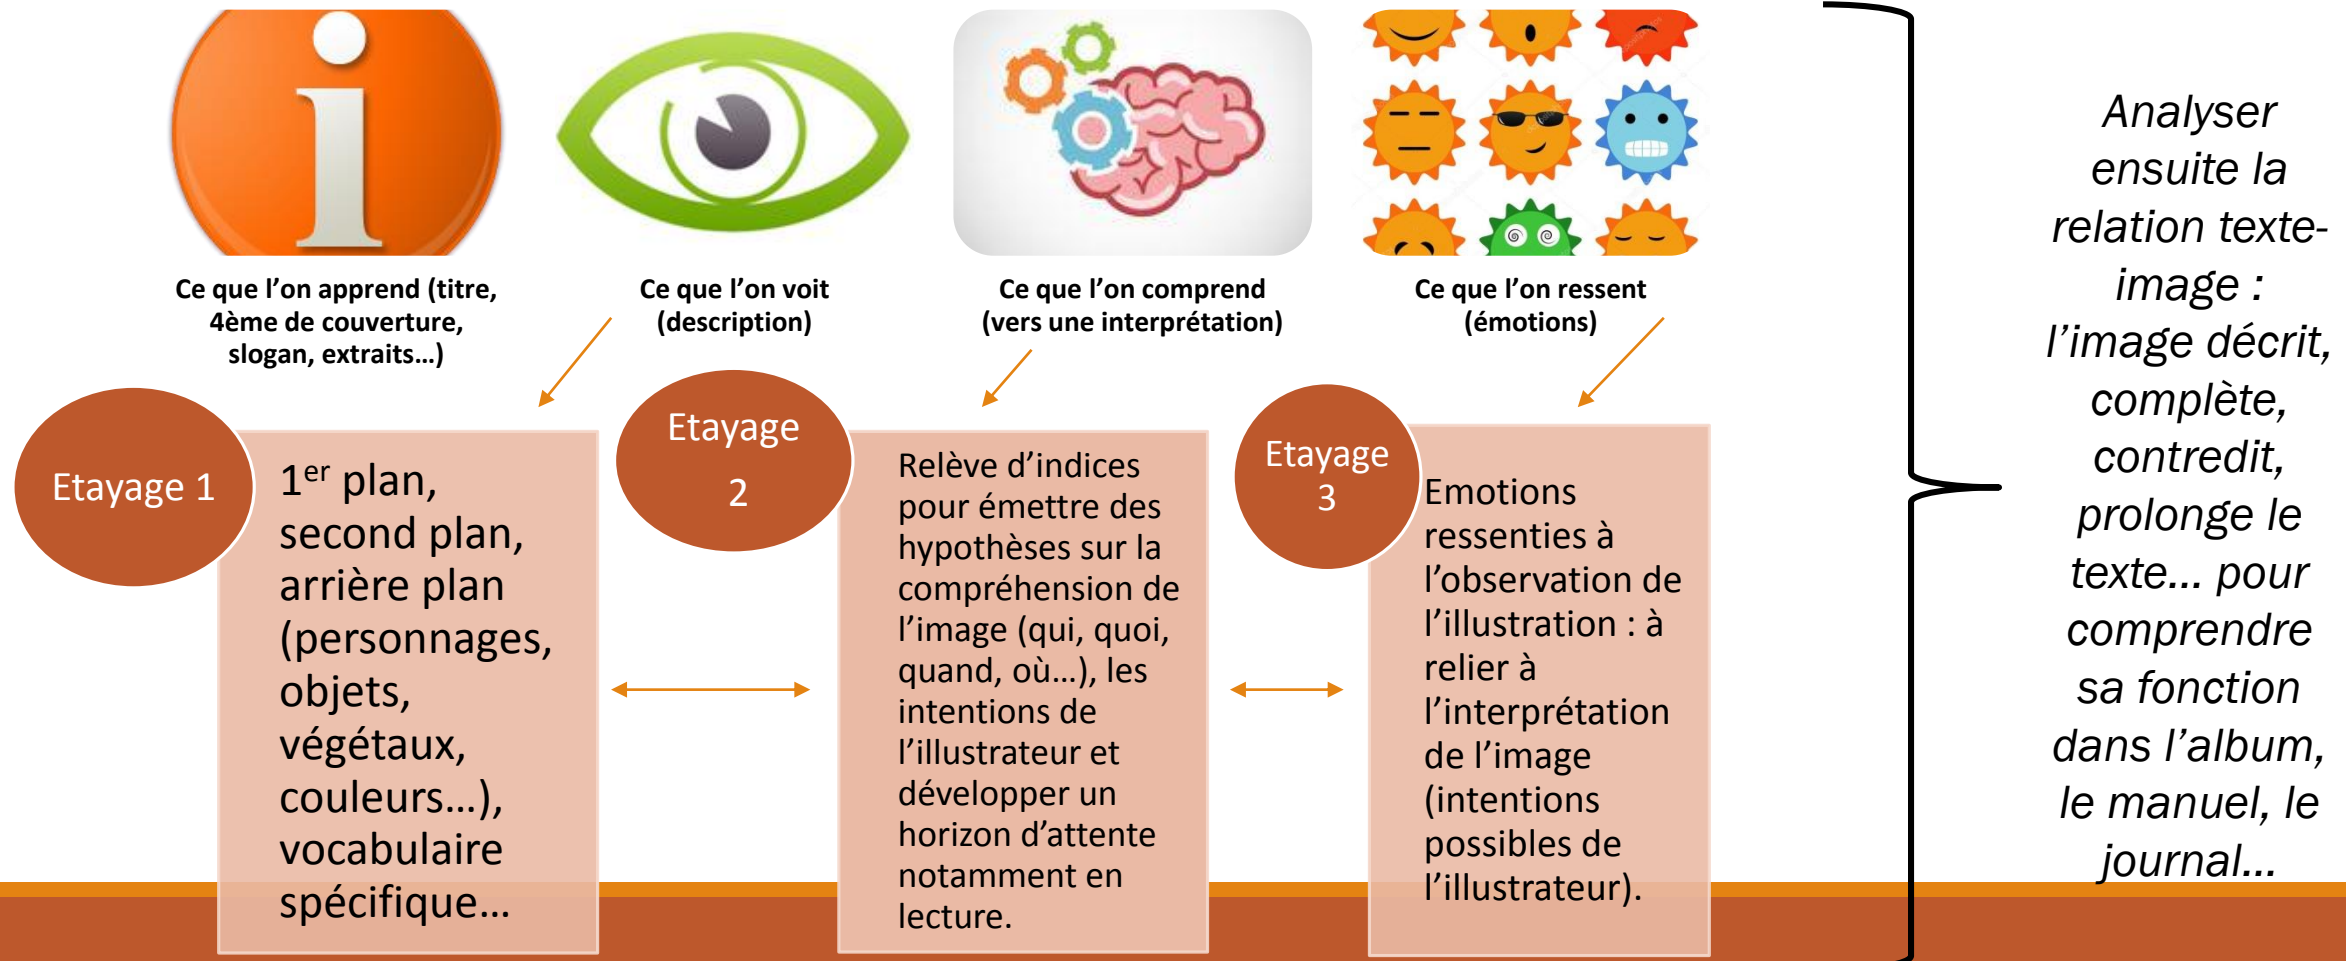 Ce que l’on apprend (titre,
4ème de couverture,
slogan, extraits…)
Ce que l’on voit
(description)
Ce que l’on comprend
(vers une interprétation)
Ce que l’on ressent
(émotions)
Etayage 1
1er plan,
second plan,
arrière plan
(personnages,
objets,
végétaux,
couleurs…),
vocabulaire
spécifique…
Etayage
2
Relève d’indices
pour émettre des
hypothèses sur la
compréhension de
l’image (qui, quoi,
quand, où…), les
intentions de
l’illustrateur et
développer un
horizon d’attente
notamment en
lecture.
Etayage
3
Emotions
ressenties à
l’observation de
l’illustration : à
relier à
l’interprétation
de l’image
(intentions
possibles de
l’illustrateur).
Analyser
ensuite la
relation texte-
image :
l’image décrit,
complète,
contredit,
prolonge le
texte… pour
comprendre
sa fonction
dans l’album,
le manuel, le
journal…